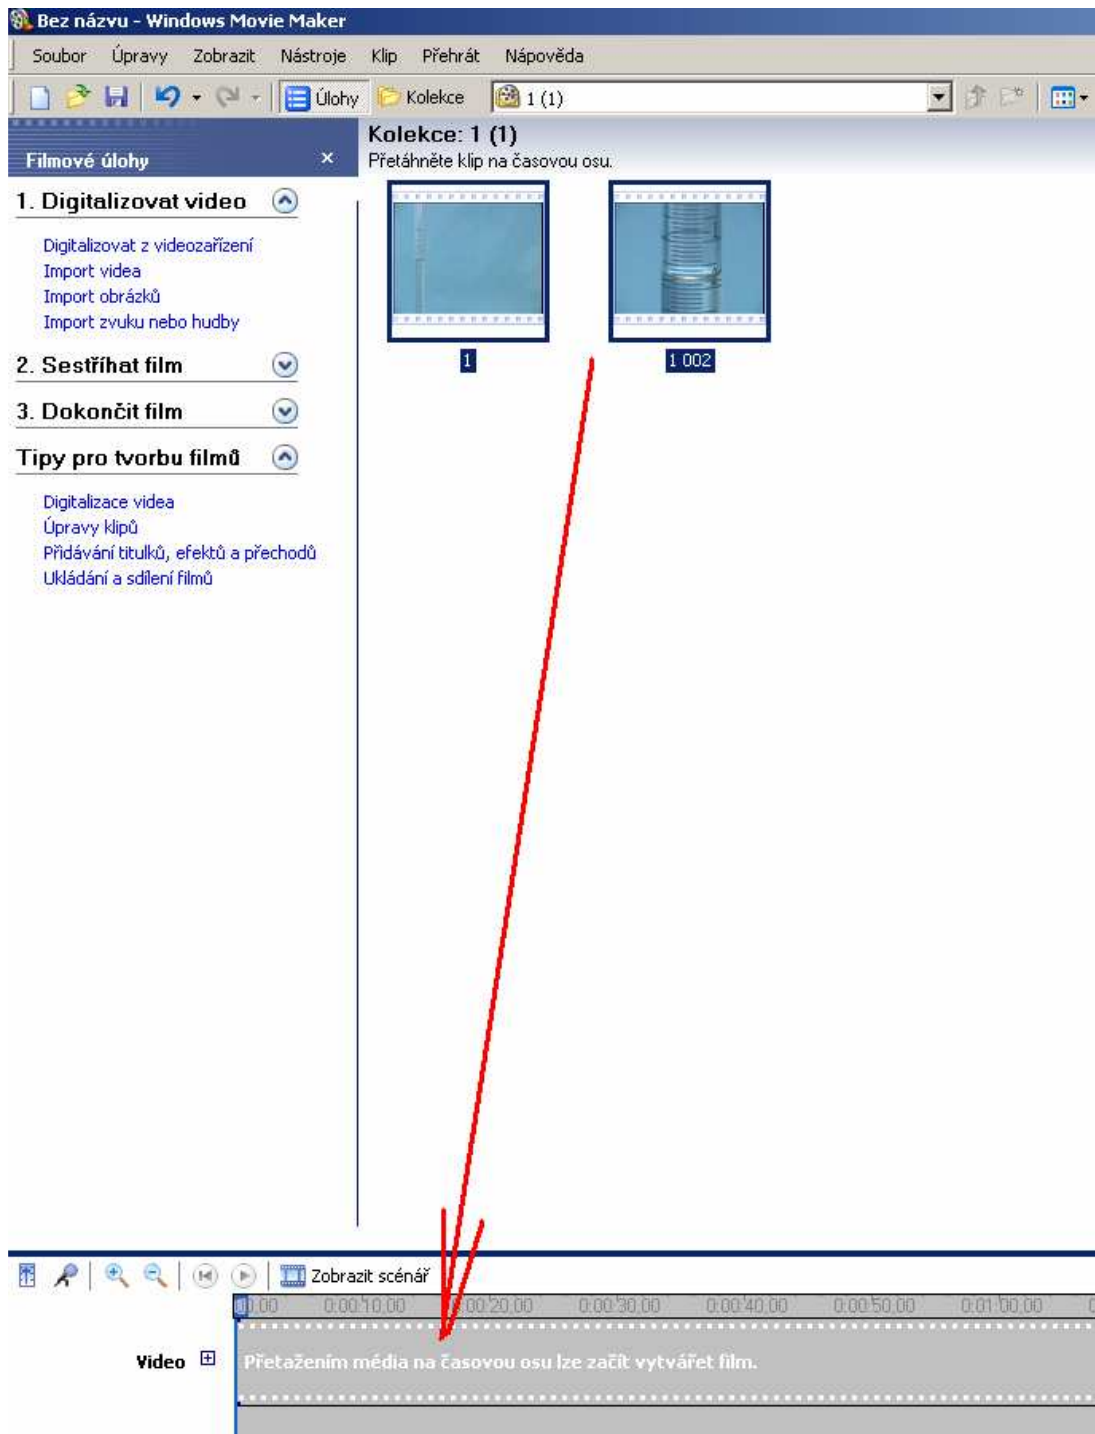 Bez názvu - Windows Movie Maker
Soubor Úpravy Zobrazit Nástroje Klip Přehrát Nápověda
Úlohy Kolekce 1 (1)
Filmové úlohy
Kolekce: 1 (1)
Přetáhněte klip na časovou osu.
1. Digitalizovat video
Digitalizovat z videozařízení
Import videa
Import obrázků
Import zvuku nebo hudby
2. Sestříhat film
3. Dokončit film
Tipy pro tvorbu filmů
Digitalizace videa
Úpravy klipů
Přidávání titulků, efektů a přechodů
Ukládání a sdílení filmů
1
1 002
Zobrazit scénář
0:00:30,00 0:00:40,00 0:00:50,00 0:01:00,00
Video
Přetažením média na časovou osu lze začít vytvářet film.